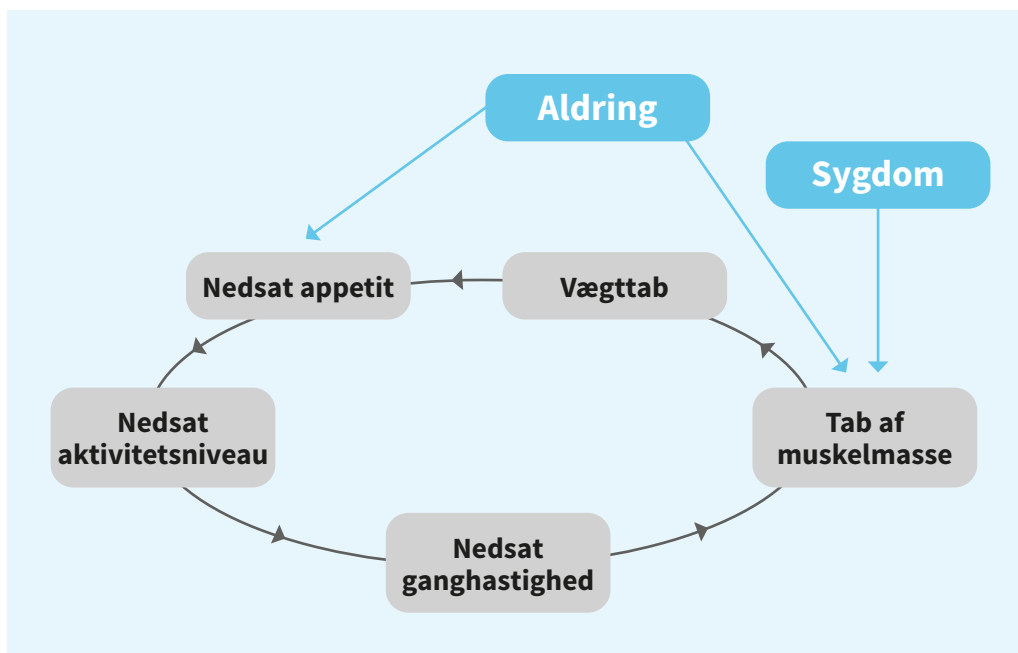 Aldring
Sygdom
Nedsat appetit
Vægttab
Nedsat
aktivitetsniveau
Tab af
muskelmasse
Nedsat
ganghastighed